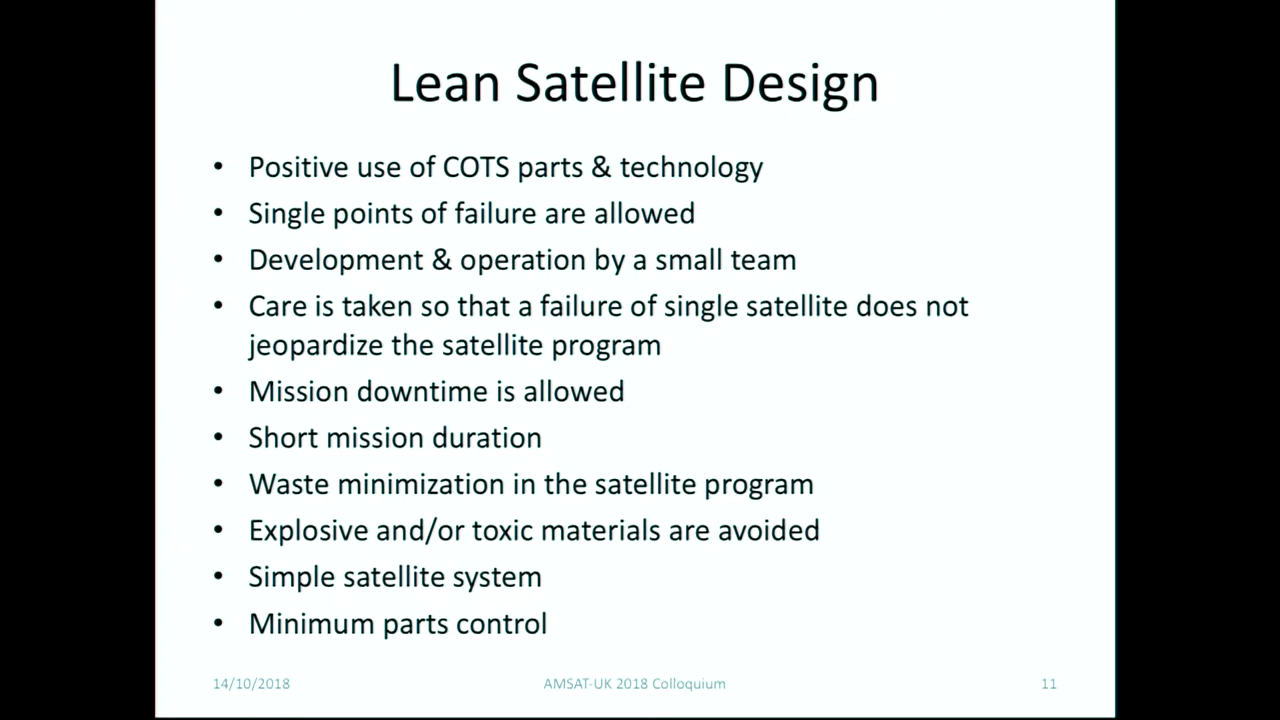 Lean Satellite Design
• Positive use of COTS parts & technology
• Single points of failure are allowed
• Development & operation by a small team
• Care is taken so that a failure of single satellite does not
jeopardize the satellite program
• Mission downtime is allowed
• Short mission duration
• Waste minimization in the satellite program
• Explosive and/or toxic materials are avoided
• Simple satellite system
• Minimum parts control
14/10/2018 AMSAT-UK 2018 Colloquium 11